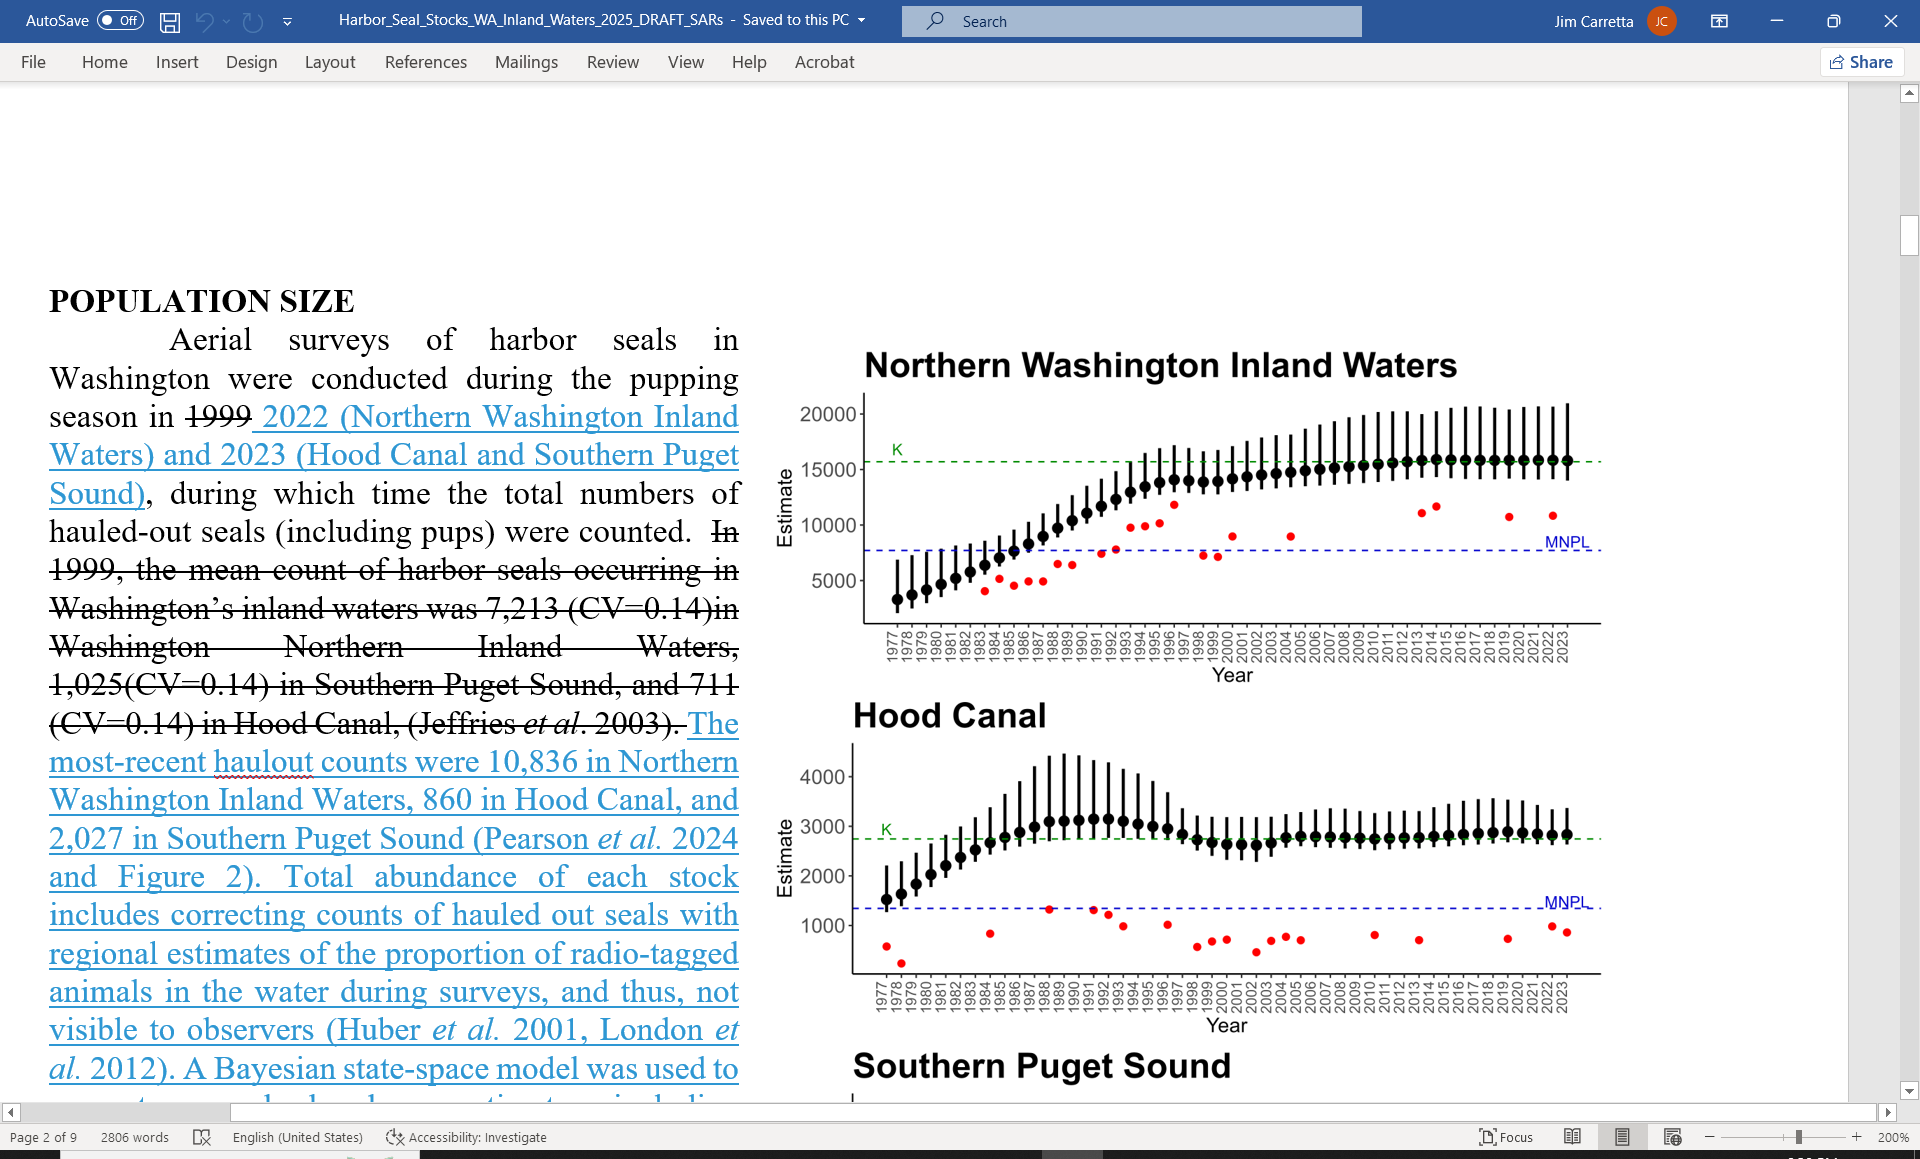 AutoSave Off Harbor_Seal_Stocks_WA_Inland_Waters_2025_DRAFT_SARs - Saved to this PC Search Jim Carretta JC
File Home Insert Design Layout References Mailings Review View Help Acrobat Share
POPULATION SIZE
Aerial surveys of harbor seals in
Washington were conducted during the pupping
season in 1999 2022 (Northern Washington Inland
Waters) and 2023 (Hood Canal and Southern Puget
Sound), during which time the total numbers of
hauled-out seals (including pups) were counted. In
1999, the mean count of harbor seals occurring in
Washington's inland waters was 7,213 (CV=0.14)in
Washington Northern Inland Waters,
1,025(CV=0.14) in Southern Puget Sound, and 711
(CV=0.14) in Hood Canal, (Jeffries et al. 2003). The
most-recent haulout counts were 10,836 in Northern
Washington Inland Waters, 860 in Hood Canal, and
2,027 in Southern Puget Sound (Pearson et al. 2024
and Figure 2). Total abundance of each stock
includes correcting counts of hauled out seals with
regional estimates of the proportion of radio-tagged
animals in the water during surveys, and thus, not
visible to observers (Huber et al. 2001, London et
al. 2012). A Bayesian state-space model was used to
Northern Washington Inland Waters
20000
K
15000
Estimate
10000
MNPL
5000
1977 1978 1979 1980 1981 1982 1983 1984 1985 1986 1987 1988 1989 1990 1991 1992 1993 1994 1995 1996 1997 1998 1999 2000 2001 2002 2003 2004 2005 2006 2007 2008 2009 2010 2011 2012 2013 2014 2015 2016 2017 2018 2019 2020 2021 2022 2023
Year
Hood Canal
4000
3000
K
Estimate
2000
MNPL
1000
1977 1978 1979 1980 1981 1982 1983 1984 1985 1986 1987 1988 1989 1990 1991 1992 1993 1994 1995 1996 1997 1998 1999 2000 2001 2002 2003 2004 2005 2006 2007 2008 2009 2010 2011 2012 2013 2014 2015 2016 2017 2018 2019 2020 2021 2022 2023
Year
Southern Puget Sound
Page 2 of 9 2806 words English (United States) Accessibility: Investigate Focus 200%